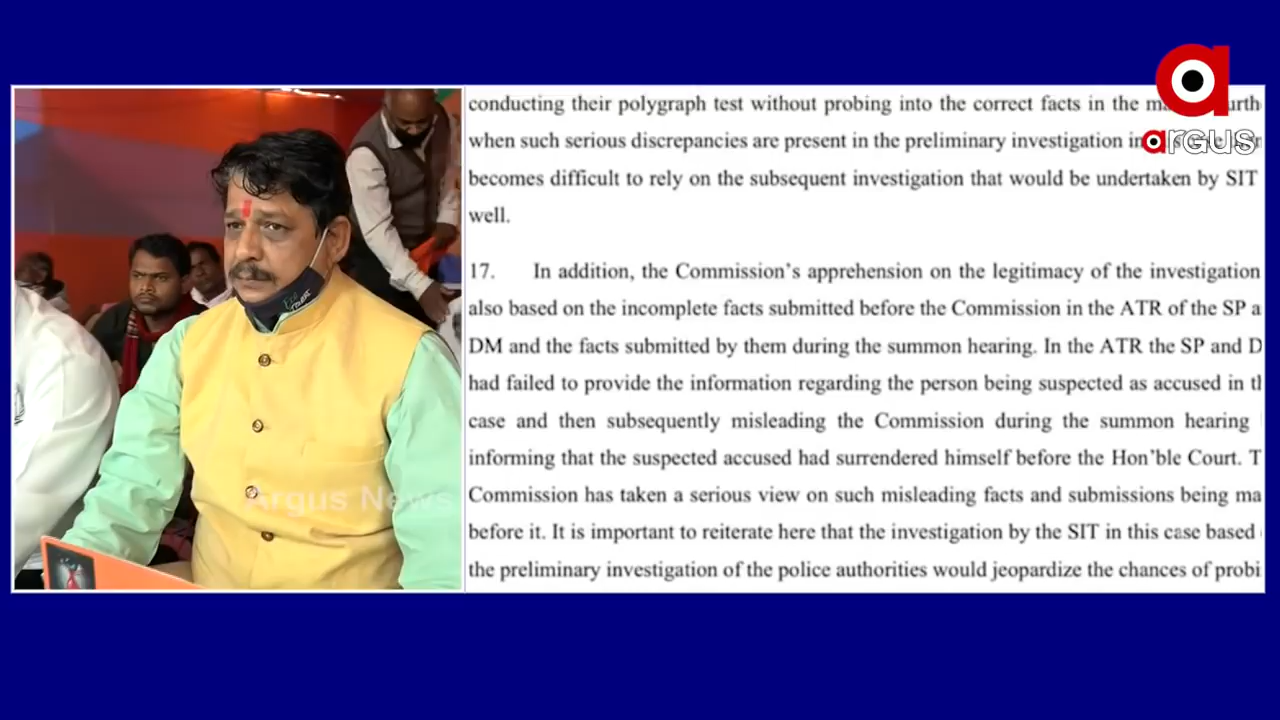 argus
conducting their polygraph test without probing into the correct facts in the
when such serious discrepancies are present in the preliminary investigation
becomes difficult to rely on the subsequent investigation that would be undertaken by SIT
well.
17. In addition, the Commission's apprehension on the legitimacy of the investigation
also based on the incomplete facts submitted before the Commission in the ATR of the SP a
DM and the facts submitted by them during the summon hearing. In the ATR the SP and D
had failed to provide the information regarding the person being suspected as accused in th
case and then subsequently misleading the Commission during the summon hearing
informing that the suspected accused had surrendered himself before the Hon'ble Court. T
Commission has taken a serious view on such misleading facts and submissions being ma
before it. It is important to reiterate here that the investigation by the SIT in this case based
the preliminary investigation of the police authorities would jeopardize the chances of probi
Argus News